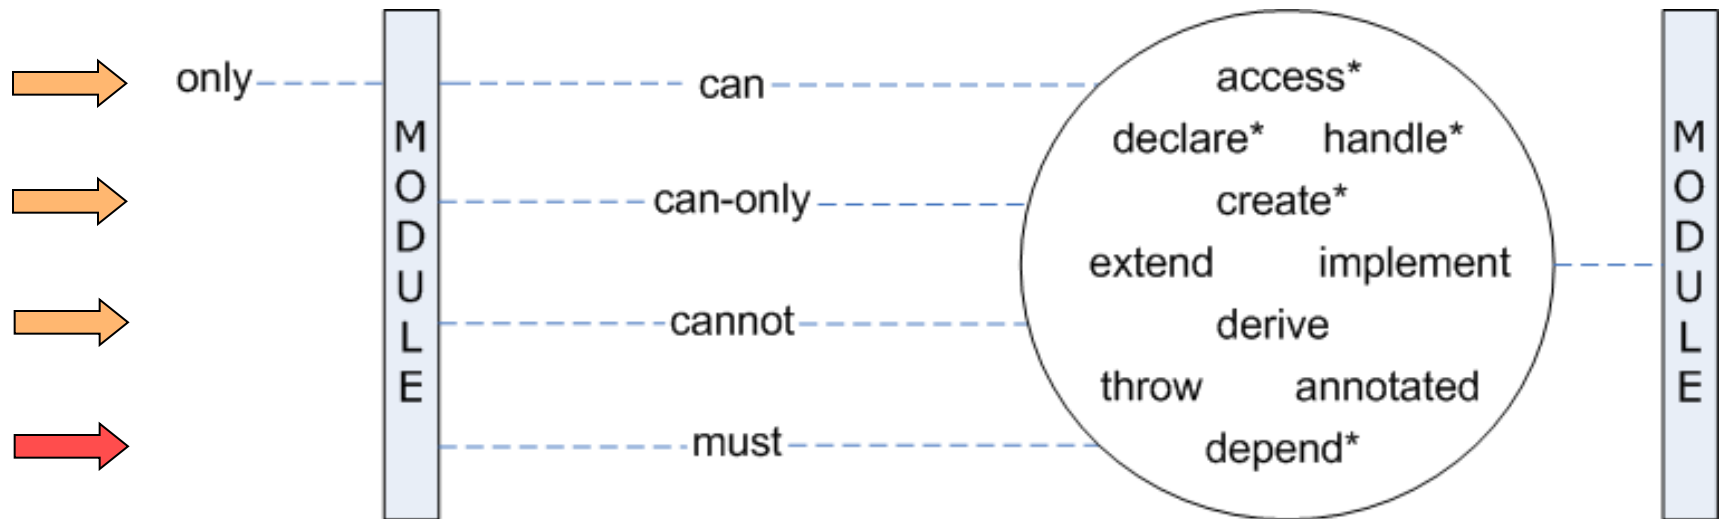 only
can
can-only
cannot
must
MODULE
access*
declare* handle*
create*
extend implement
derive
throw annotated
depend*
MODULE